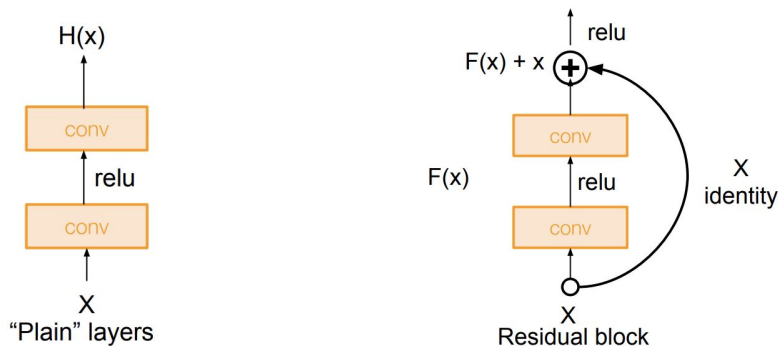 H(x)
conv
relu
conv
X
“Plain” layers
relu
F(x) + x
conv
F(x)
relu
X
identity
conv
X
Residual block